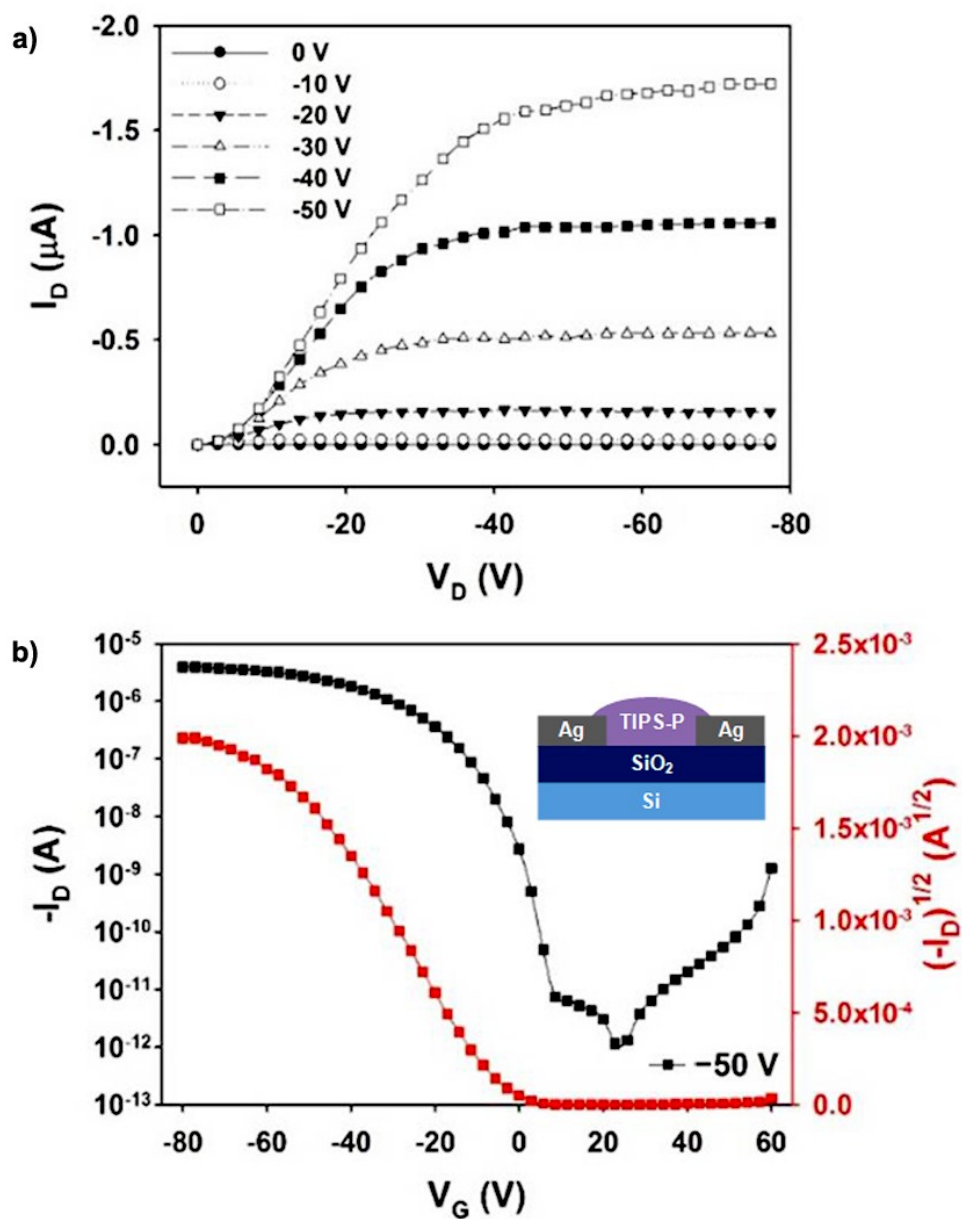 a)
-2.0
-1.5
-1.0
-0.5
0.0
I_D (μA)
0 V
-10 V
-20 V
-30 V
-40 V
-50 V
0 -20 -40 -60 -80
V_D (V)
b)
10^-5
10^-6
10^-7
10^-8
10^-9
10^-10
10^-11
10^-12
10^-13
-I_D (A)
Ag TIPS-P Ag
SiO₂
Si
−50 V
2.5x10^-3
2.0x10^-3
1.5x10^-3
1.0x10^-3
5.0x10^-4
0.0
(-I_D)^1/2 (A^1/2)
-80 -60 -40 -20 0 20 40 60
V_G (V)